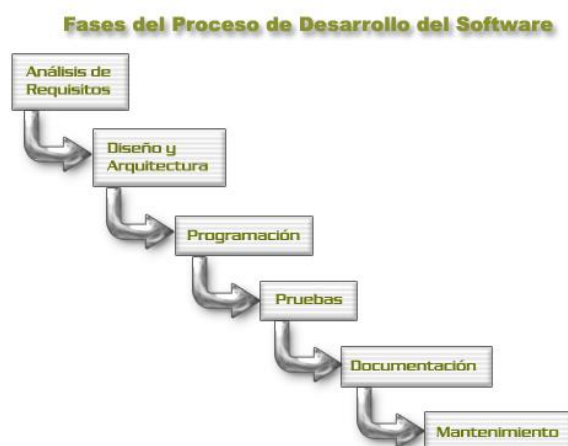 Fases del Proceso de Desarrollo del Software
Análisis de
Requisitos
Diseño y
Arquitectura
Programación
Pruebas
Documentación
Mantenimiento